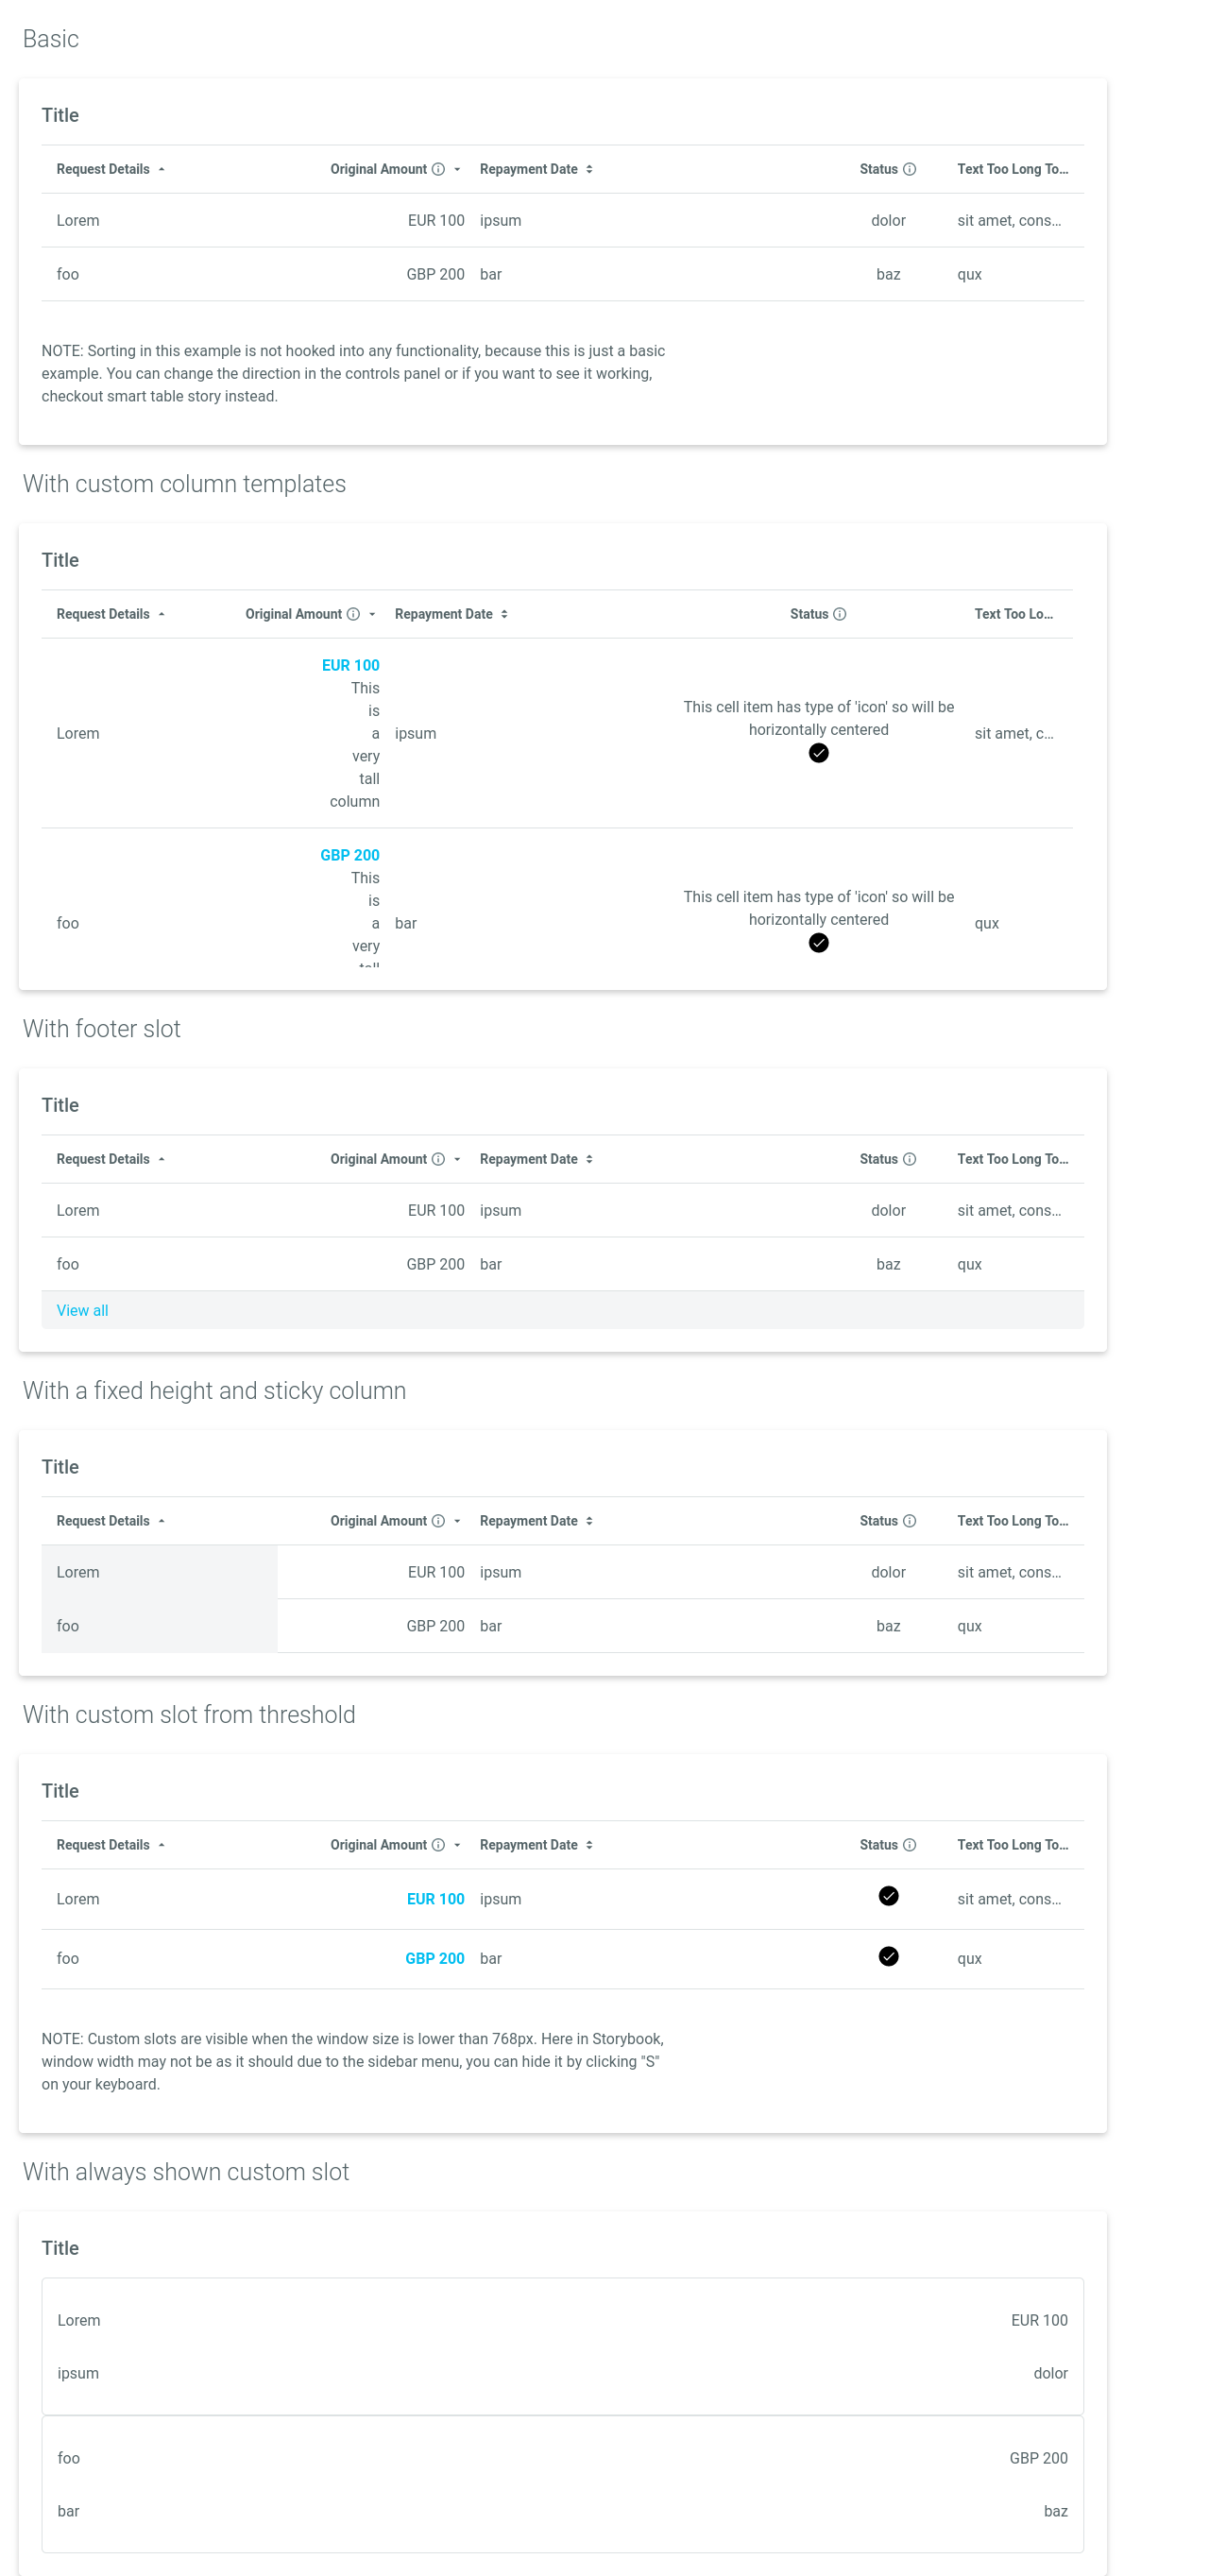 Basic
Title
Request Details Original Amount Repayment Date Status Text Too Long To...
Lorem EUR 100 ipsum dolor sit amet, cons...
foo GBP 200 bar baz qux
NOTE: Sorting in this example is not hooked into any functionality, because this is just a basic
example. You can change the direction in the controls panel or if you want to see it working,
checkout smart table story instead.
With custom column templates
Title
Request Details Original Amount Repayment Date Status Text Too Lo...
EUR 100
This
is
a
very
tall
column
Lorem
ipsum
This cell item has type of 'icon' so will be
horizontally centered
sit amet, c...
GBP 200
This
is
a
very
tall
foo
bar
This cell item has type of 'icon' so will be
horizontally centered
qux
With footer slot
Title
Request Details Original Amount Repayment Date Status Text Too Long To...
Lorem EUR 100 ipsum dolor sit amet, cons...
foo GBP 200 bar baz qux
View all
With a fixed height and sticky column
Title
Request Details Original Amount Repayment Date Status Text Too Long To...
Lorem EUR 100 ipsum dolor sit amet, cons...
foo GBP 200 bar baz qux
With custom slot from threshold
Title
Request Details Original Amount Repayment Date Status Text Too Long To...
Lorem EUR 100 ipsum sit amet, cons...
foo GBP 200 bar qux
NOTE: Custom slots are visible when the window size is lower than 768px. Here in Storybook,
window width may not be as it should due to the sidebar menu, you can hide it by clicking "S"
on your keyboard.
With always shown custom slot
Title
Lorem EUR 100
ipsum dolor
foo GBP 200
bar baz